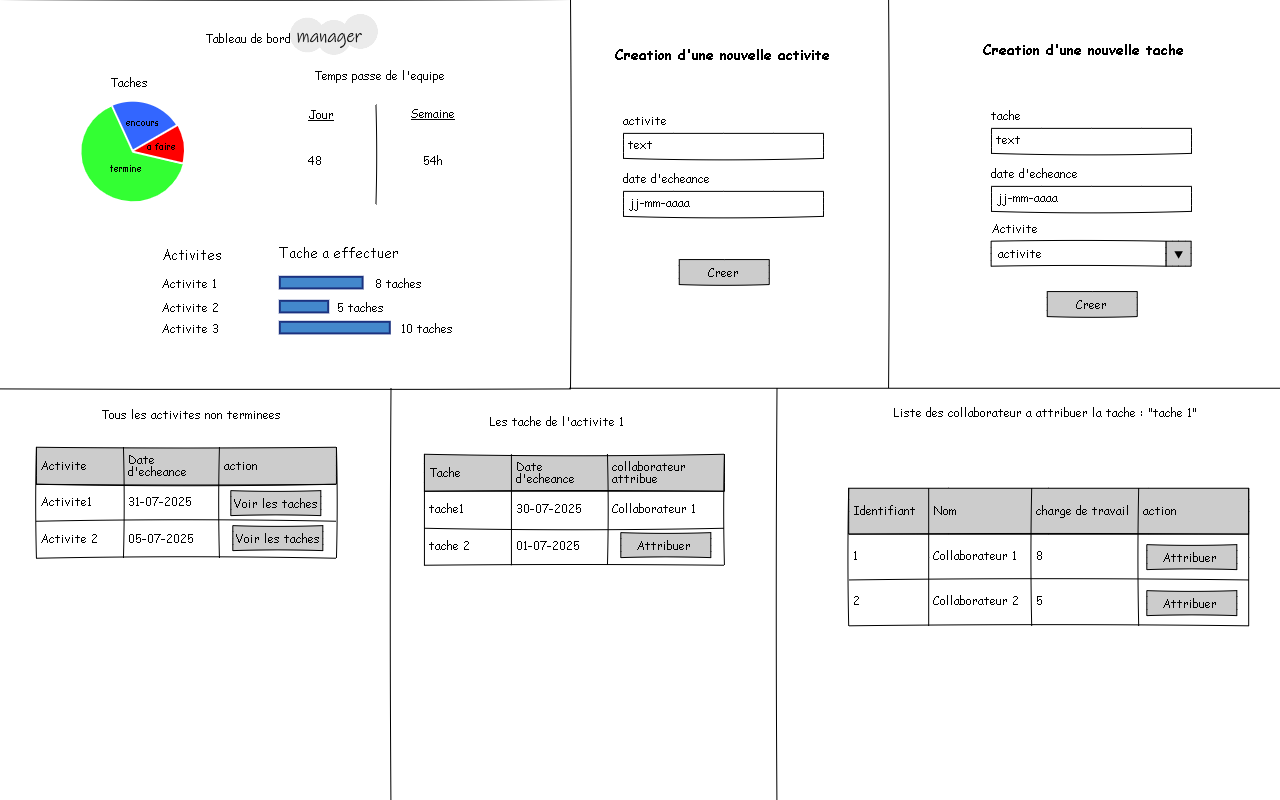 Tableau de bord manager
Taches
encours
a faire
termine
Temps passe de l'equipe
Jour Semaine
48 54h
Activites Tache a effectuer
Activite 1 8 taches
Activite 2 5 taches
Activite 3 10 taches
Creation d'une nouvelle activite
activite
text
date d'echeance
jj-mm-aaaa
Creer
Creation d'une nouvelle tache
tache
text
date d'echeance
jj-mm-aaaa
Activite
activite
Creer
Tous les activites non terminees
Activite Date d'echeance action
Activite1 31-07-2025 Voir les taches
Activite 2 05-07-2025 Voir les taches
Les tache de l'activite 1
Tache Date d'echeance collaborateur attribue
tache1 30-07-2025 Collaborateur 1
tache 2 01-07-2025 Attribuer
Liste des collaborateur a attribuer la tache : "tache 1"
Identifiant Nom charge de travail action
1 Collaborateur 1 8 Attribuer
2 Collaborateur 2 5 Attribuer